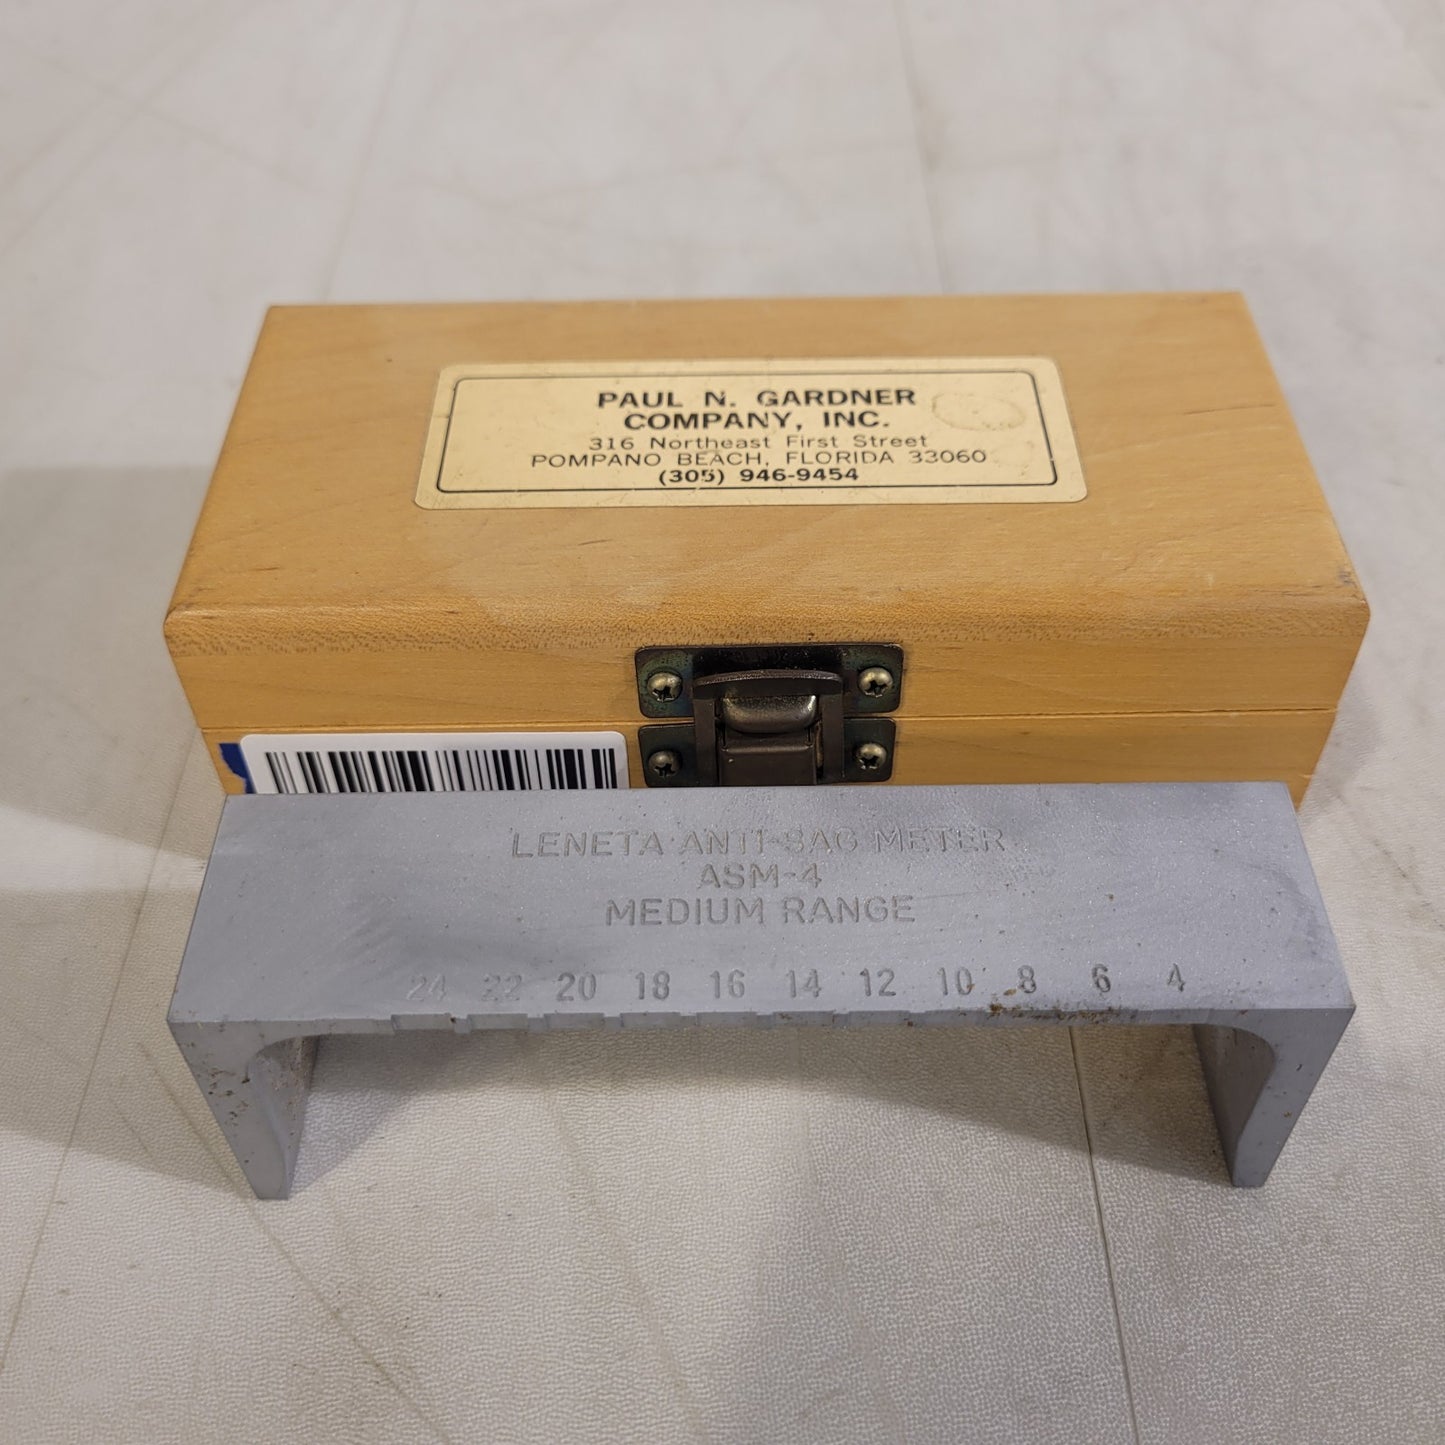 PAUL N. GARDNER
COMPANY, INC.
316 Northeast First Street
POMPANO BEACH, FLORIDA 33060
(305) 946-9454
LENETA ANTI-SAG METER
ASM-4
MEDIUM RANGE
24 22 20 18 16 14 12 10 8 6 4